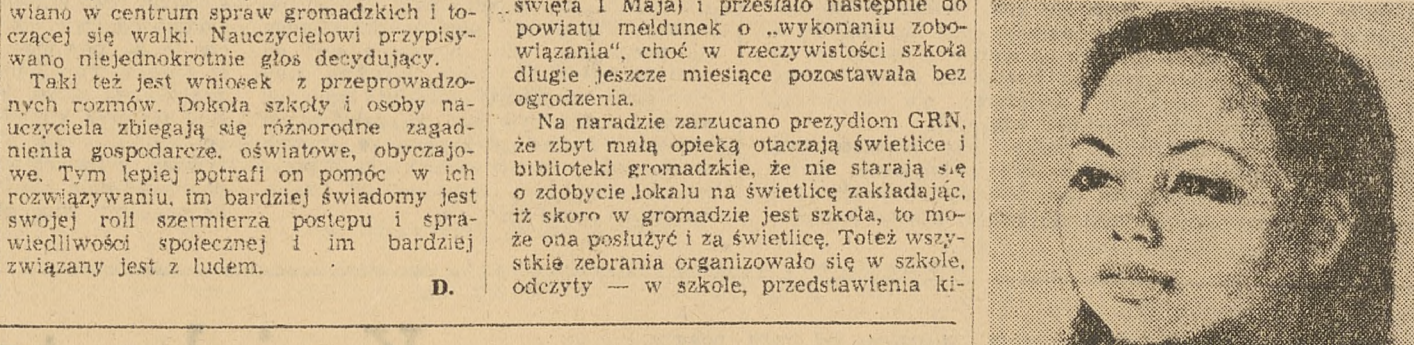 wiano w centrum spraw gromadzkich i to-
czącej się walki. Nauczycielowi przypisy-
wano niejednokrotnie głos decydujący.
Taki też jest wniosek z przeprowadzo-
nych rozmów. Dokoła szkoły i osoby na-
uczyciela zbiegają się różnorodne zagad-
nienia gospodarcze, oświatowe, obyczajo-
we. Tym lepiej potrafi on pomóc w ich
rozwiązywaniu, im bardziej świadomy jest
swojej roli szermierza postępu i spra-
wiedliwości społecznej i im bardziej
związany jest z ludem.
D.
święta 1 Maja) i przesłało następnie do
powiatu meldunek o „wykonaniu zobo-
wiązania“, choć w rzeczywistości szkoła
długie jeszcze miesiące pozostawała bez
ogrodzenia.
Na naradzie zarzucano prezydiom GRN,
że zbyt małą opieką otaczają świetlice i
biblioteki gromadzkie, że nie starają się
o zdobycie lokalu na świetlicę zakładając,
iż skoro w gromadzie jest szkoła, to mo-
że ona posłużyć i za świetlicę. Toteż wszy-
stkie zebrania organizowało się w szkole,
odczyty — w szkole, przedstawienia ki-